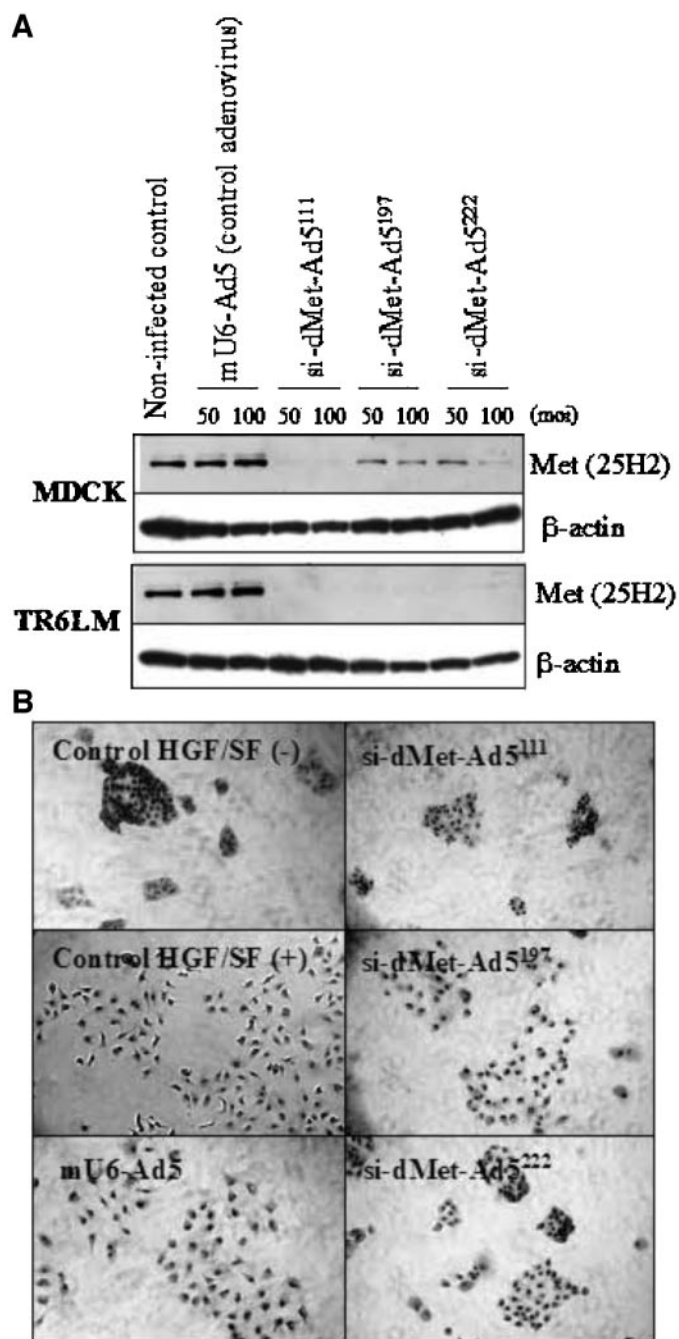 A
Non-infected control
mU6-Ad5 (control adenovirus)
si-dMet-Ad5¹¹¹
si-dMet-Ad5¹⁹⁷
si-dMet-Ad5²²²
50 100 50 100 50 100 50 100 (moi)
MDCK
Met (25H2)
β-actin
TR6LM
Met (25H2)
β-actin
B
Control HGF/SF (-)
si-dMet-Ad5¹¹¹
Control HGF/SF (+)
si-dMet-Ad5¹⁹⁷
mU6-Ad5
si-dMet-Ad5²²²